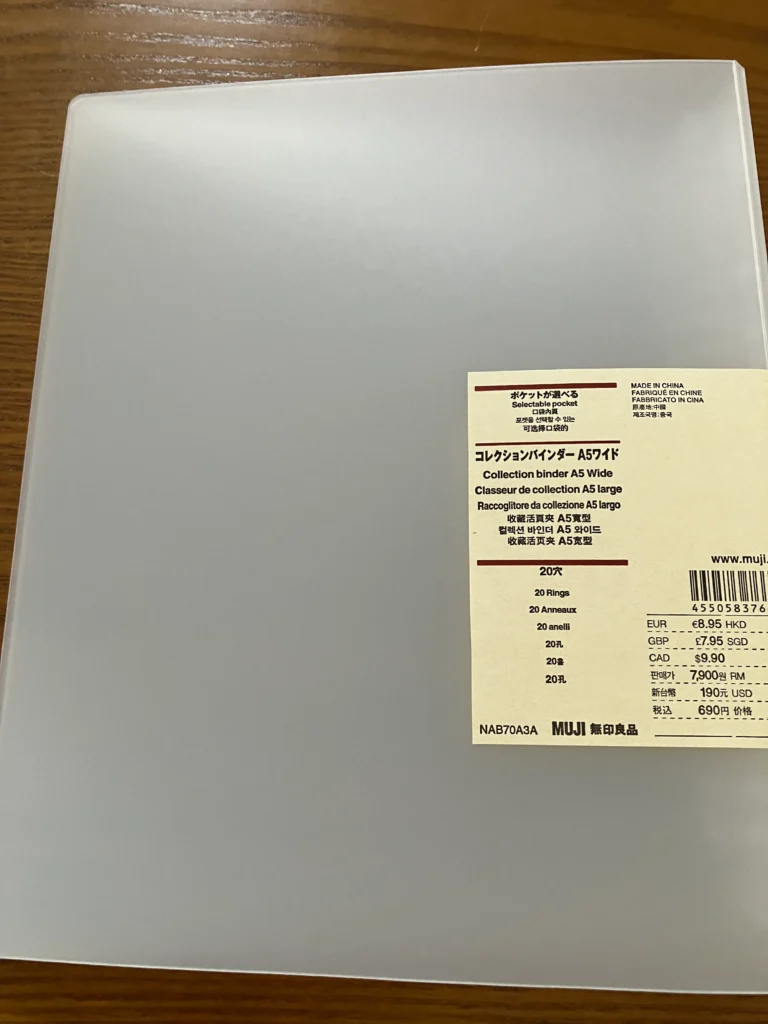 ポケットが選べる
Selectable pocket
口袋內頁
포켓을 선택할 수 있는
可选择口袋的
コレクションバインダー A5ワイド
Collection binder A5 Wide
Classeur de collection A5 large
Raccoglitore da collezione A5 largo
收藏活頁夾 A5寬型
컬렉션 바인더 A5 와이드
收藏活页夹 A5宽型
20穴
20 Rings
20 Anneaux
20 anelli
20孔
20홀
20孔
NAB70A3A MUJI 無印良品
MADE IN CHINA
FABRIQUÉ EN CHINE
FABBRICATO IN CINA
原產地:中國
제조국명:중국
www.muji.
455058376
EUR €8.95 HKD
GBP £7.95 SGD
CAD $9.90
판매가 7,900원 RM
新台幣 190元 USD
税込 690円 价格